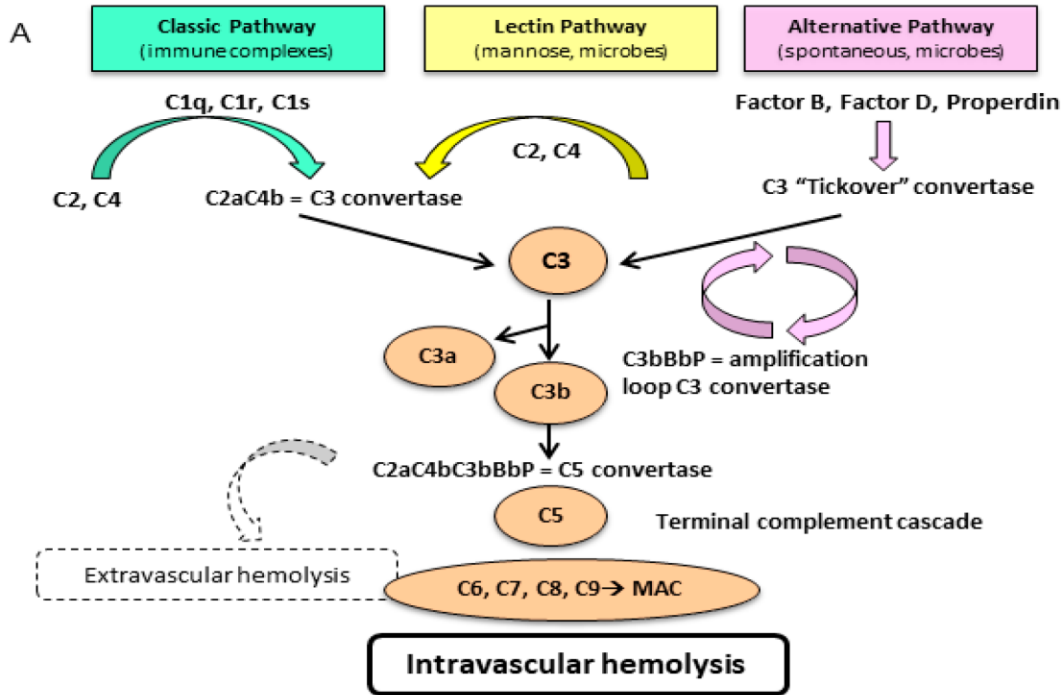 A
Classic Pathway
(immune complexes)
Lectin Pathway
(mannose, microbes)
Alternative Pathway
(spontaneous, microbes)
C1q, C1r, C1s
C2, C4
C2aC4b = C3 convertase
C2, C4
Factor B, Factor D, Properdin
C3 “Tickover” convertase
C3
C3a
C3b
C3bBbP = amplification
loop C3 convertase
C2aC4bC3bBbP = C5 convertase
C5
Terminal complement cascade
Extravascular hemolysis
C6, C7, C8, C9→ MAC
Intravascular hemolysis